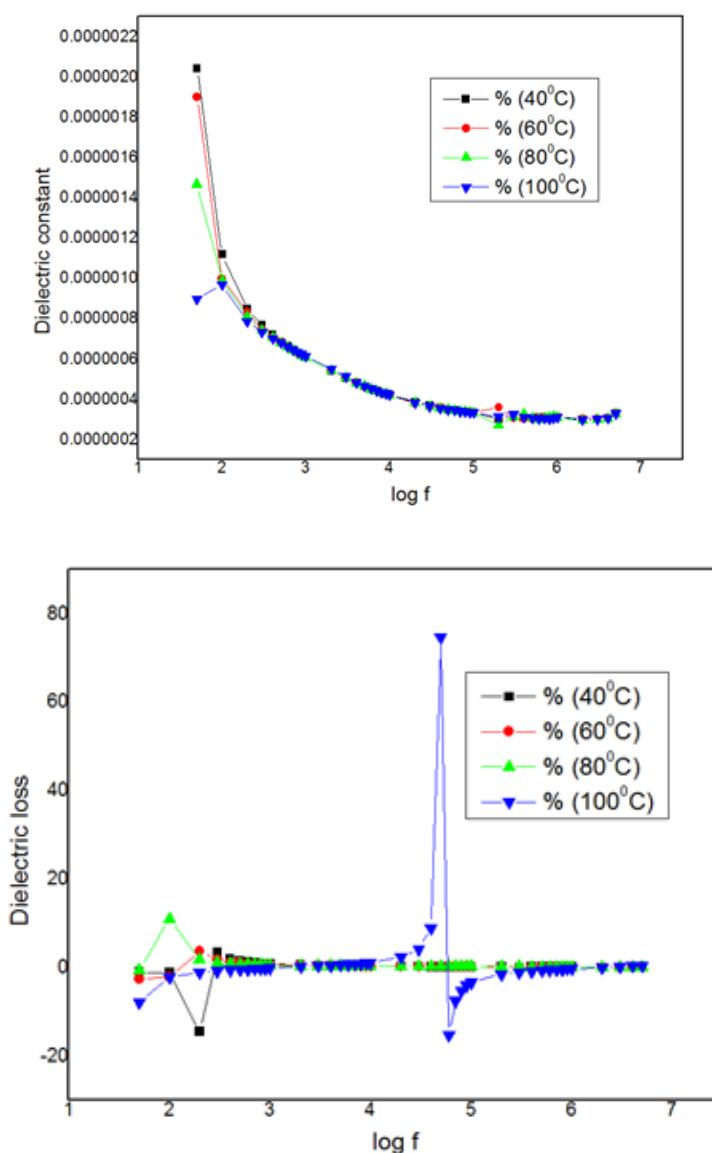 0.0000022
0.0000020
0.0000018
0.0000016
0.0000014
0.0000012
0.0000010
0.0000008
0.0000006
0.0000004
0.0000002
Dielectric constant
% (40⁰C)
% (60⁰C)
% (80⁰C)
% (100⁰C)
1 2 3 4 5 6 7
log f
80
60
40
20
0
-20
Dielectric loss
% (40⁰C)
% (60⁰C)
% (80⁰C)
% (100⁰C)
1 2 3 4 5 6 7
log f